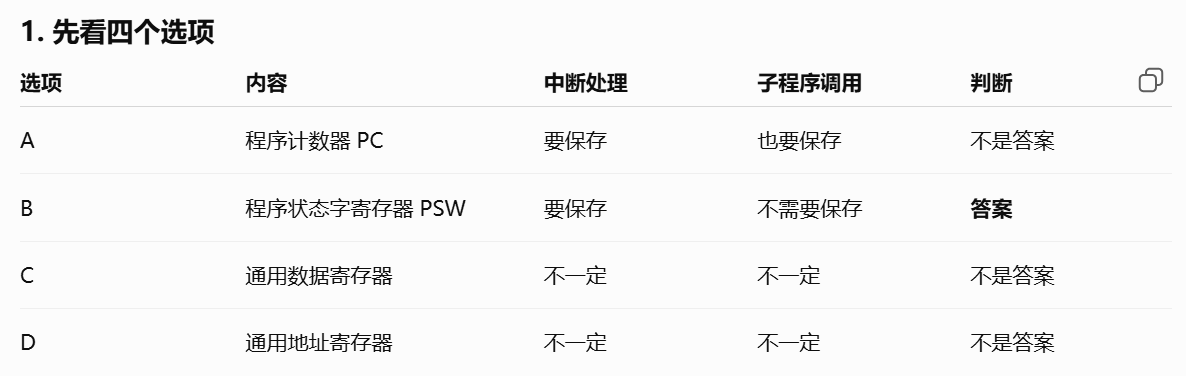 1. 先看四个选项
选项 内容 中断处理 子程序调用 判断
A 程序计数器 PC 要保存 也要保存 不是答案
B 程序状态字寄存器 PSW 要保存 不需要保存 答案
C 通用数据寄存器 不一定 不一定 不是答案
D 通用地址寄存器 不一定 不一定 不是答案